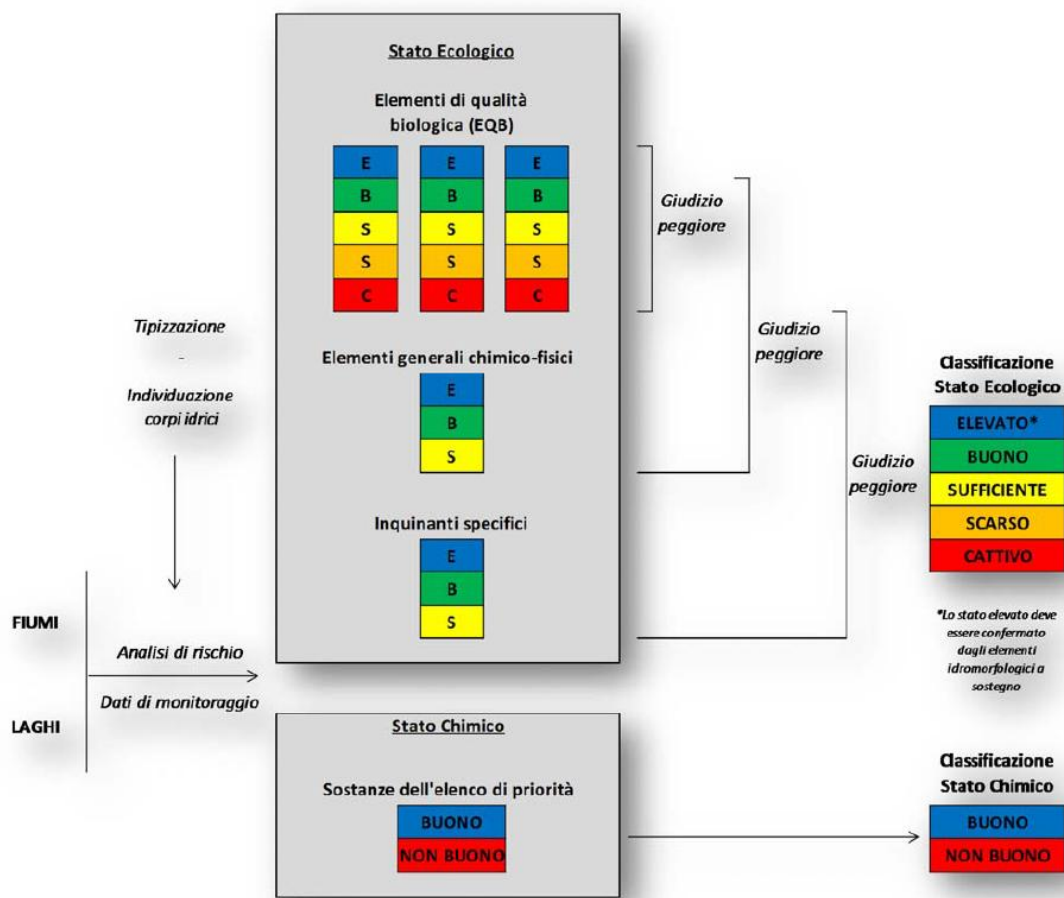 Stato Ecologico
Elementi di qualità
biologica (EQB)
E E E
B B B
S S S
S S S
C C C
Giudizio
peggiore
Giudizio
peggiore
Giudizio
peggiore
Tipizzazione
-
Individuazione
corpi idrici
Elementi generali chimico-fisici
E
B
S
Inquinanti specifici
E
B
S
Classificazione
Stato Ecologico
ELEVATO*
BUONO
SUFFICIENTE
SCARSO
CATTIVO
*Lo stato elevato deve
essere confermato
dagli elementi
idromorfologici a
sostegno
FIUMI
LAGHI
Analisi di rischio
Dati di monitoraggio
Stato Chimico
Sostanze dell'elenco di priorità
BUONO
NON BUONO
Classificazione
Stato Chimico
BUONO
NON BUONO